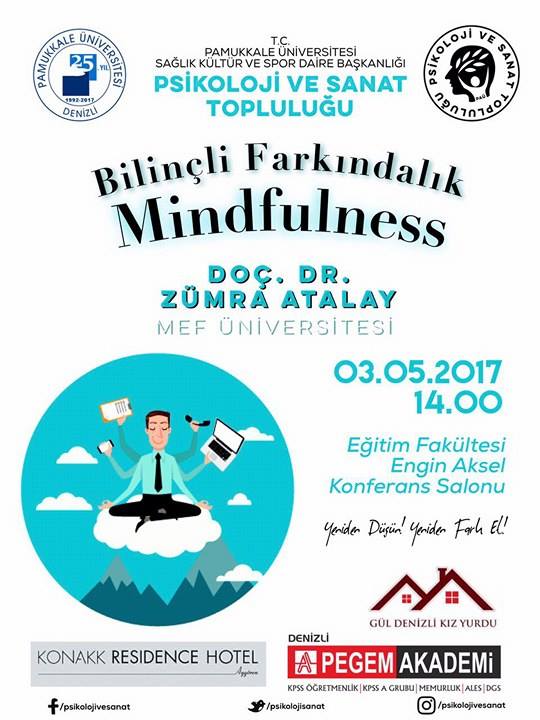 PAMUKKALE ÜNİVERSİTESİ
25.YIL
1992-2017
DENİZLİ
T.C.
PAMUKKALE ÜNİVERSİTESİ
SAĞLIK KÜLTÜR VE SPOR DAİRE BAŞKANLIĞI
PSİKOLOJİ VE SANAT
TOPLULUĞU
PSİKOLOJİ VE SANAT TOPLULUĞU
PAÜ
Bilinçli Farkındalık
Mindfulness
DOÇ. DR.
ZÜMRA ATALAY
MEF ÜNİVERSİTESİ
03.05.2017
14.00
Eğitim Fakültesi
Engin Aksel
Konferans Salonu
Yeniden Düşün! Yeniden Fark El!
GÜL DENİZLİ KIZ YURDU
KONAKK RESIDENCE HOTEL
Aygören
DENİZLİ
PEGEM AKADEMİ
KPSS ÖĞRETMENLİK | KPSS A GRUBU | MEMURLUK | ALES | DGS
/psikolojivesanat
/psikolojisanat
/psikolojivesanat